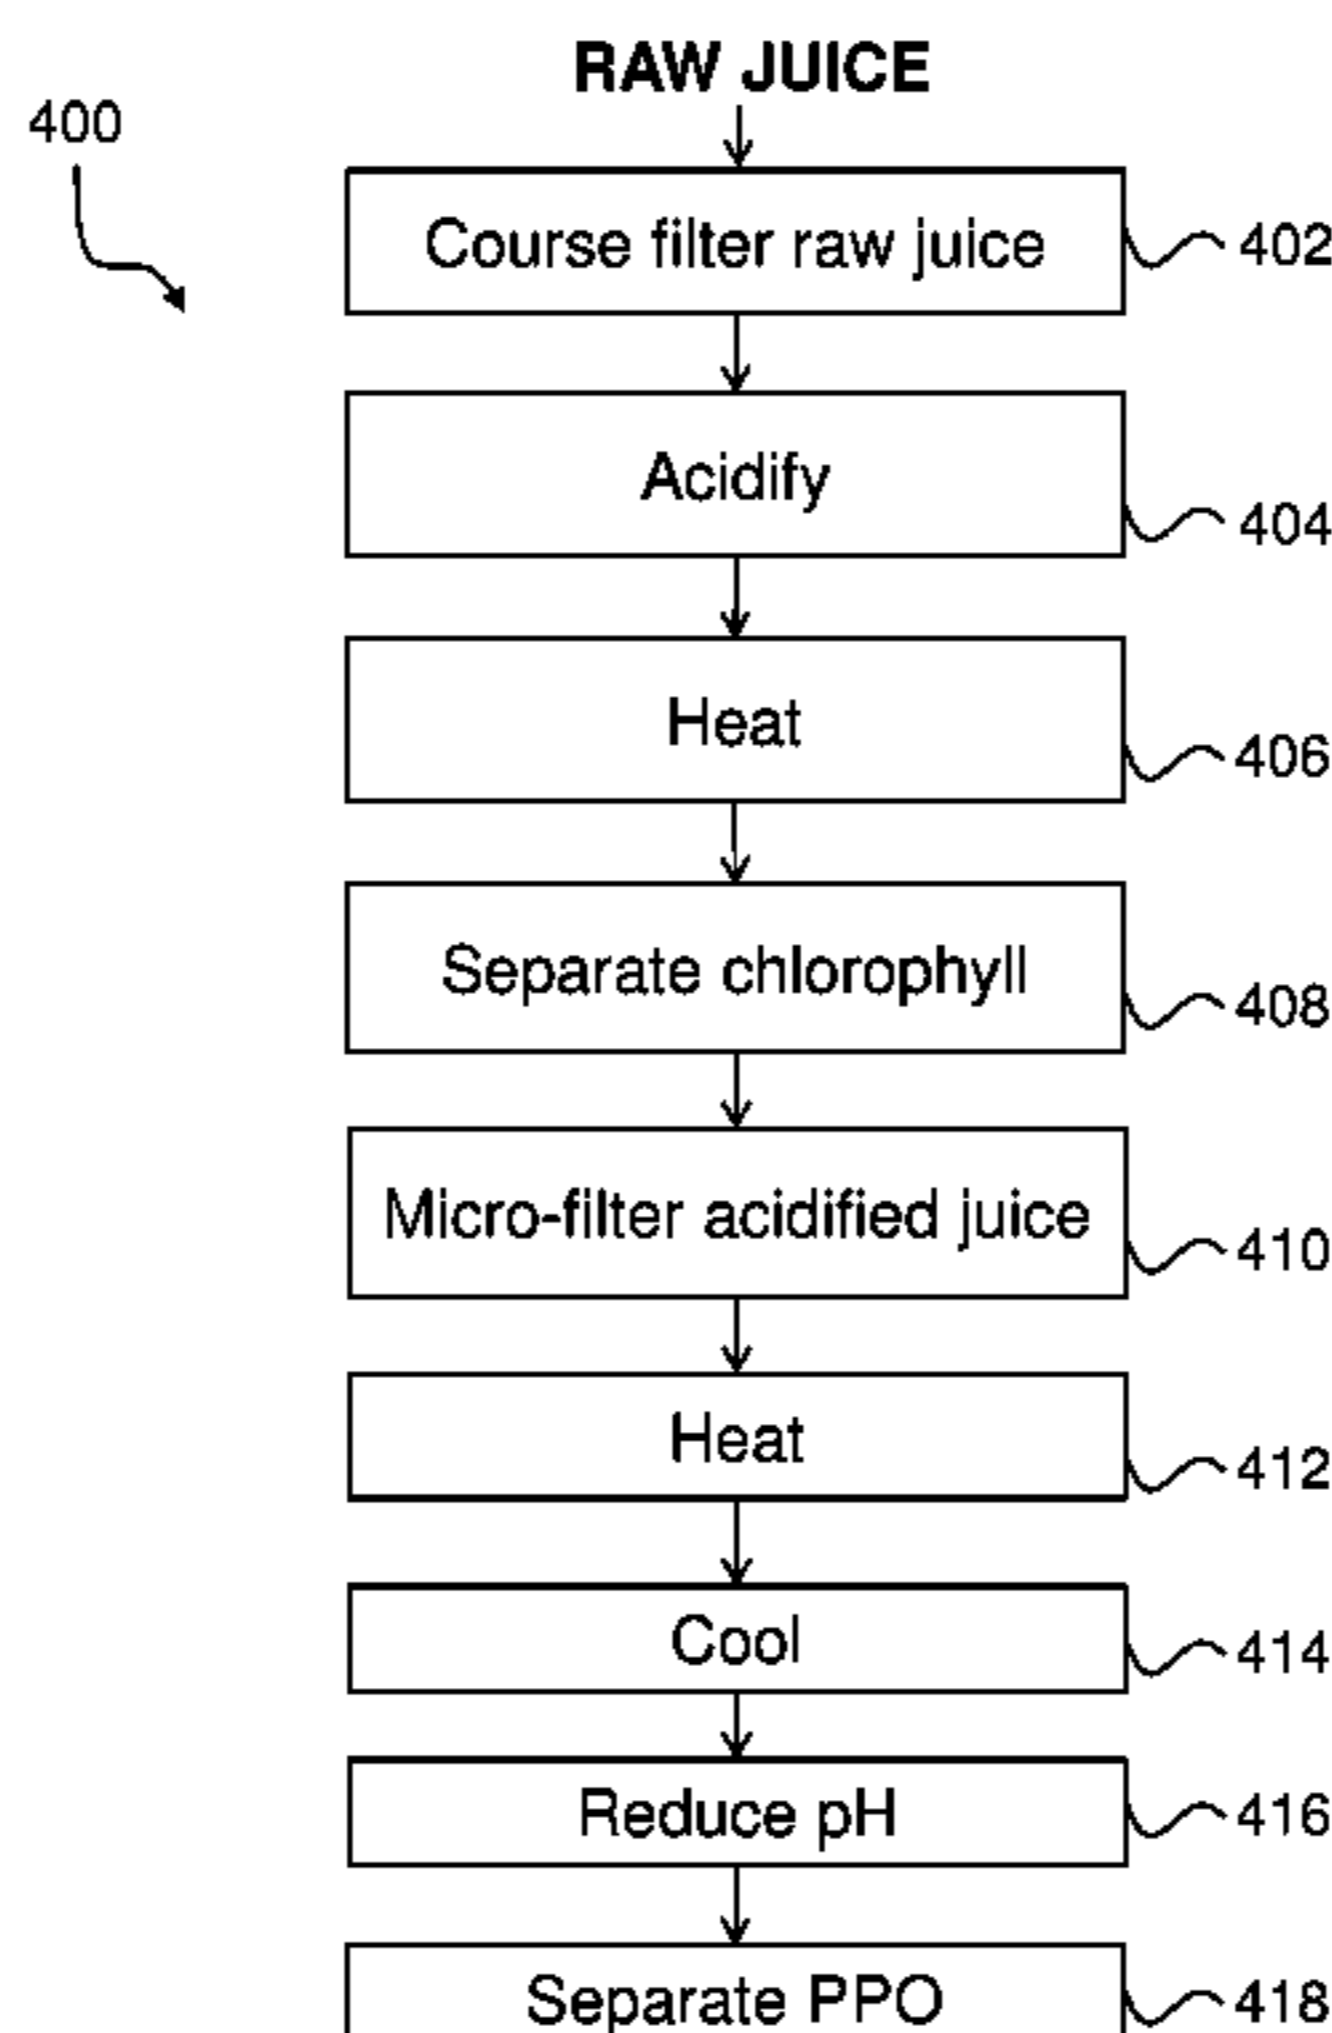 RAW JUICE
400
Course filter raw juice 402
Acidify 404
Heat 406
Separate chlorophyll 408
Micro-filter acidified juice 410
Heat 412
Cool 414
Reduce pH 416
Separate PPO 418